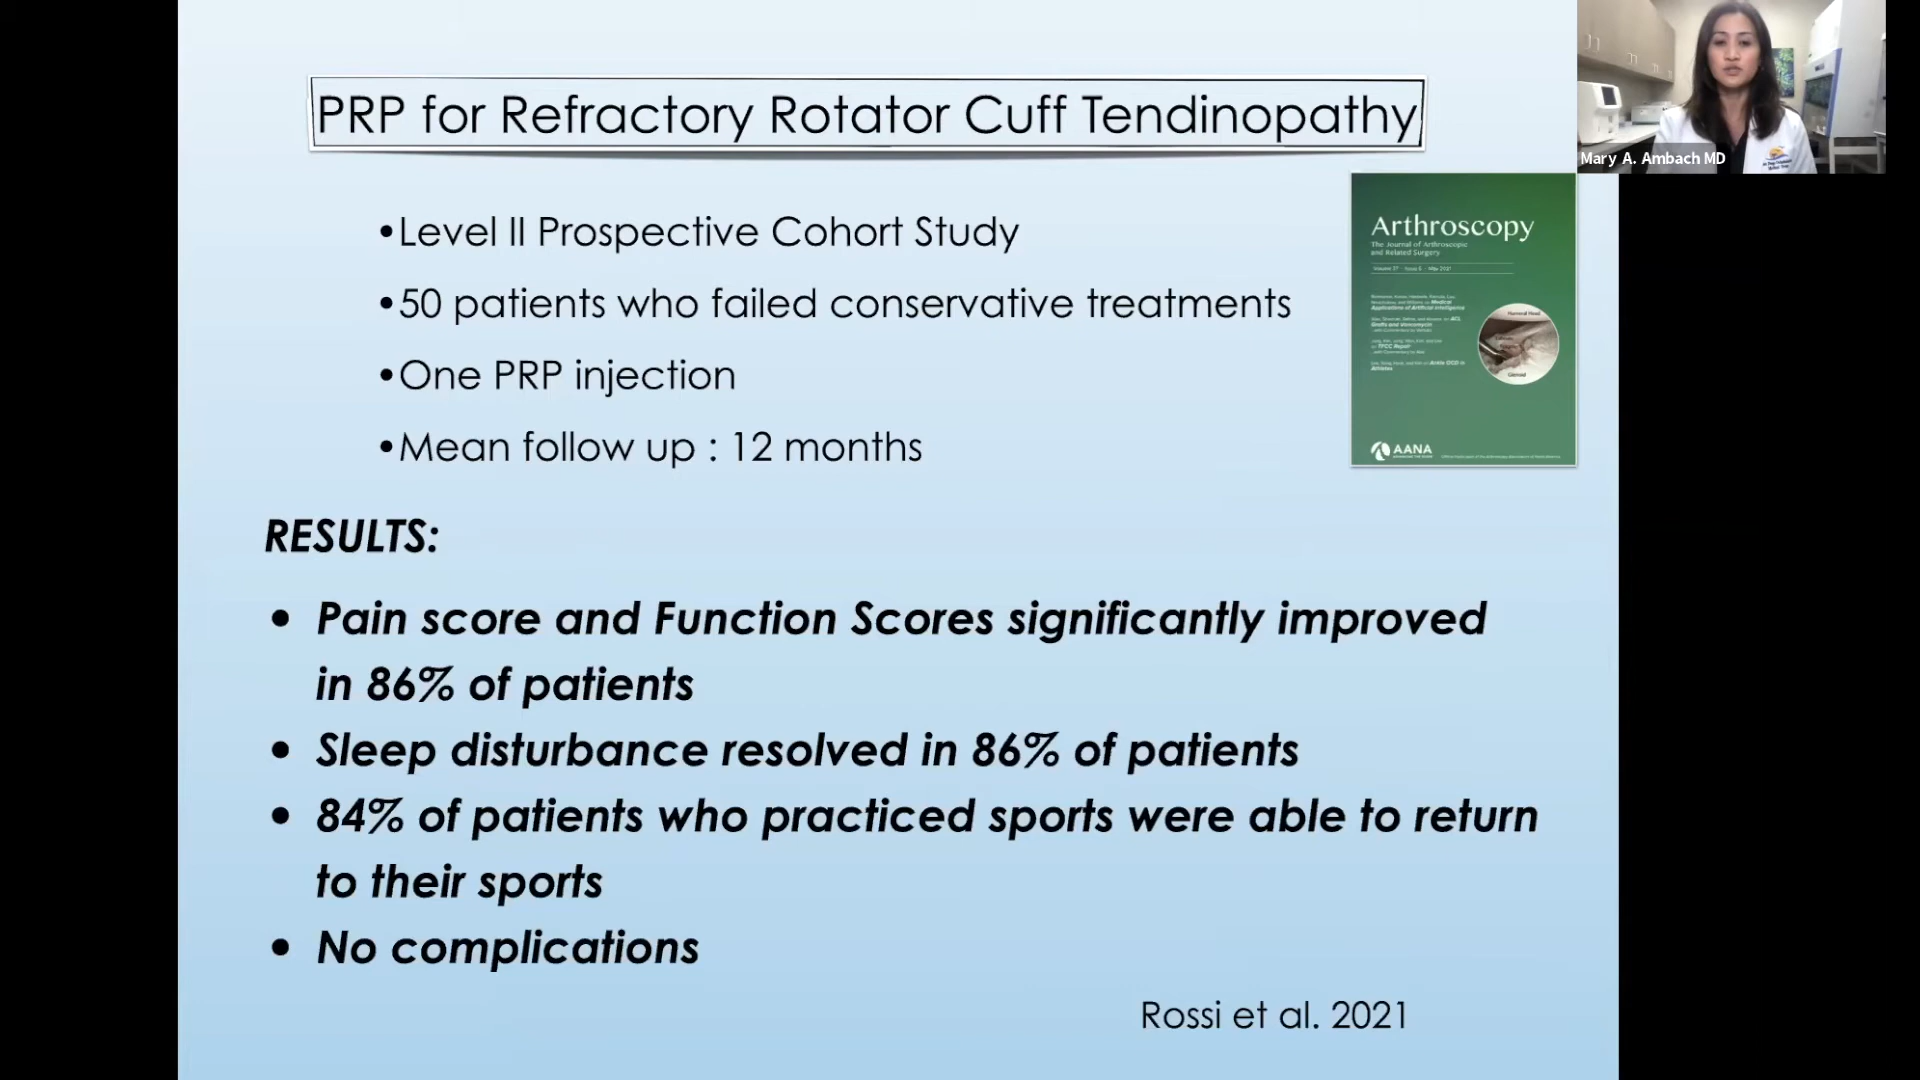 PRP for Refractory Rotator Cuff Tendinopathy
Mary A. Ambach MD
•Level II Prospective Cohort Study
•50 patients who failed conservative treatments
•One PRP injection
•Mean follow up : 12 months
Arthroscopy
The Journal of Arthroscopic
and Related Surgery
AANA
RESULTS:
• Pain score and Function Scores significantly improved
in 86% of patients
• Sleep disturbance resolved in 86% of patients
• 84% of patients who practiced sports were able to return
to their sports
• No complications
Rossi et al. 2021